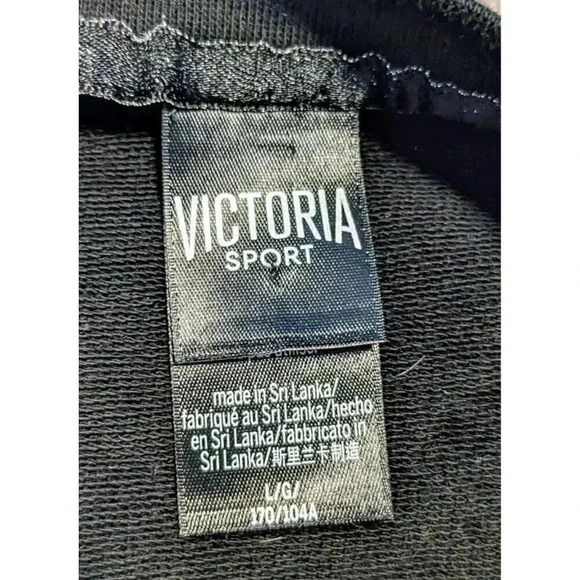 VICTORIA
SPORT
made in Sri Lanka/
fabriqué au Sri Lanka/hecho
en Sri Lanka/fabbricato in
Sri Lanka/斯里兰卡制造
L/G/
170/104A